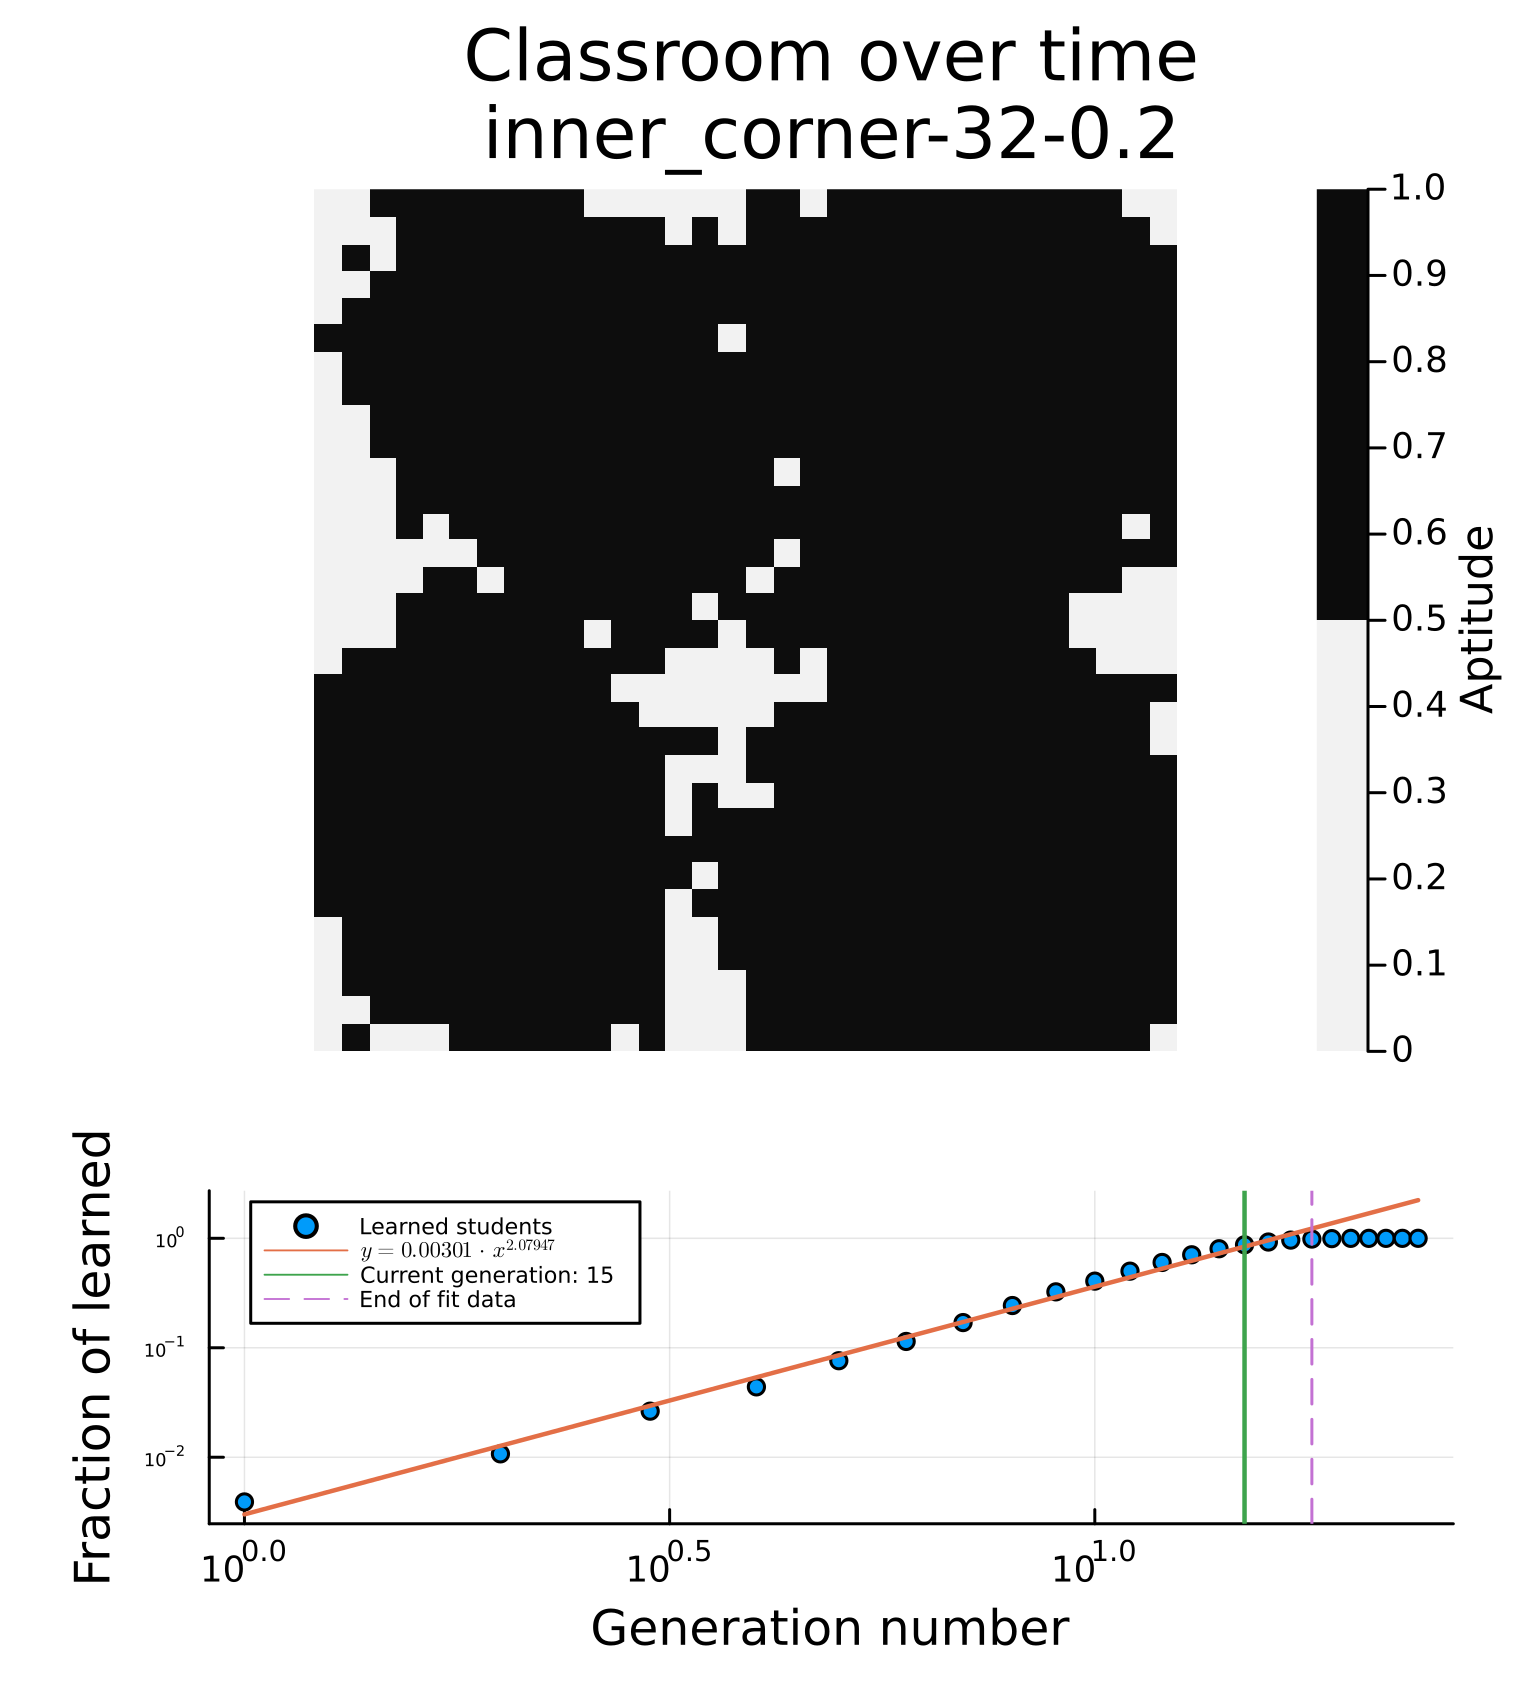 Classroom over time
inner_corner-32-0.2
1.0
0.9
0.8
0.7
0.6
0.5
0.4
0.3
0.2
0.1
0
Aptitude
Fraction of learned
10^0
10^−1
10^−2
Learned students
y = 0.00301 · x^2.07947
Current generation: 15
End of fit data
10^0.0 10^0.5 10^1.0
Generation number